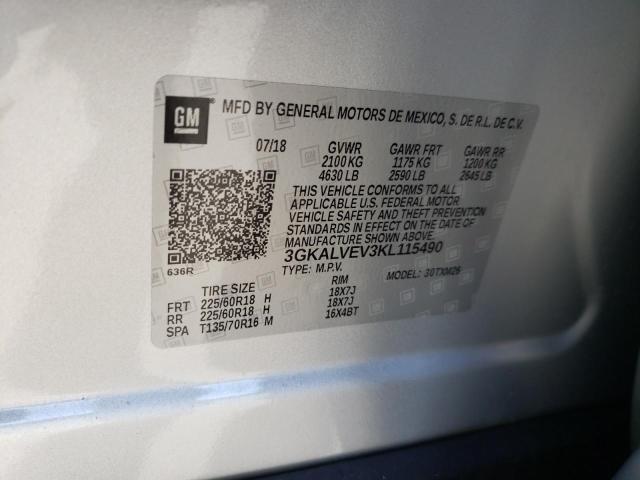 GM MFD BY GENERAL MOTORS DE MEXICO, S. DE R.L. DE C.V.
07/18 GVWR GAWR FRT GAWR RR
2100 KG 1175 KG 1200 KG
4630 LB 2590 LB 2645 LB
THIS VEHICLE CONFORMS TO ALL
APPLICABLE U.S. FEDERAL MOTOR
VEHICLE SAFETY AND THEFT PREVENTION
STANDARDS IN EFFECT ON THE DATE OF
MANUFACTURE SHOWN ABOVE.
636R 3GKALVEV3KL115490
TYPE: M.P.V. MODEL: 3GTXM26
TIRE SIZE RIM
FRT 225/60R18 H 18X7J
RR 225/60R18 H 18X7J
SPA T135/70R16 M 16X4BT